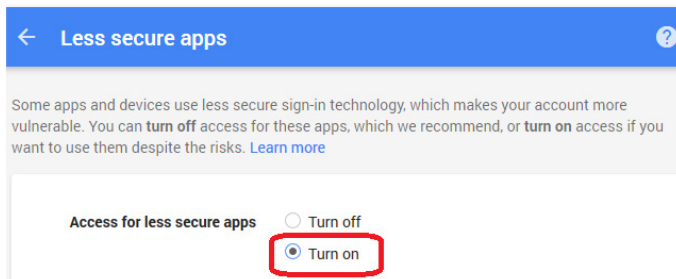 Less secure apps
Some apps and devices use less secure sign-in technology, which makes your account more
vulnerable. You can turn off access for these apps, which we recommend, or turn on access if you
want to use them despite the risks. Learn more
Access for less secure apps
Turn off
Turn on